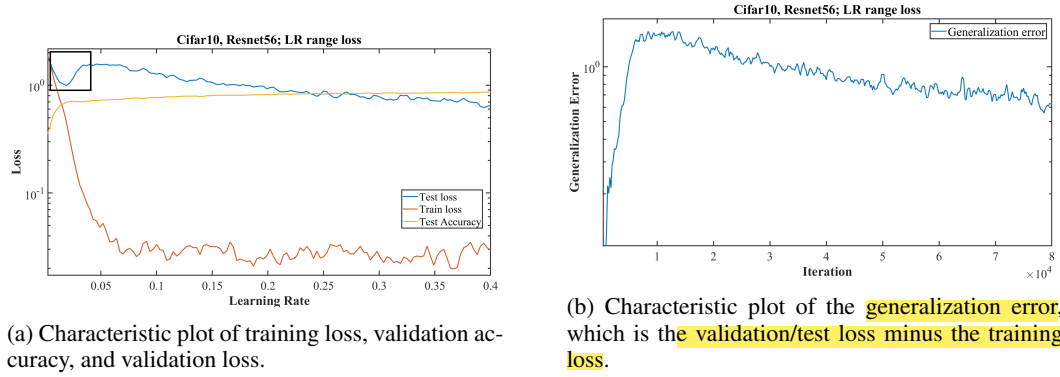 Cifar10, Resnet56; LR range loss
Loss
10^0
10^-1
Test loss
Train loss
Test Accuracy
0.05 0.1 0.15 0.2 0.25 0.3 0.35 0.4
Learning Rate
(a) Characteristic plot of training loss, validation ac-
curacy, and validation loss.
Cifar10, Resnet56; LR range loss
Generalization error
Generalization Error
10^0
1 2 3 4 5 6 7 8
×10^4
Iteration
(b) Characteristic plot of the generalization error,
which is the validation/test loss minus the training
loss.